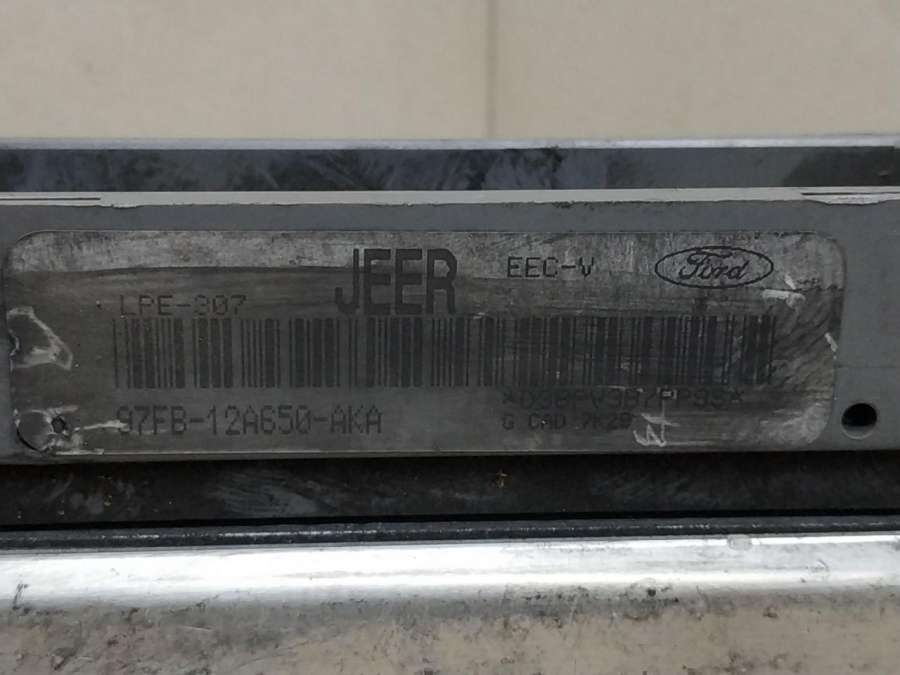 JEER EEC-V Ford
LPE-307
97FB-12A650-AKA